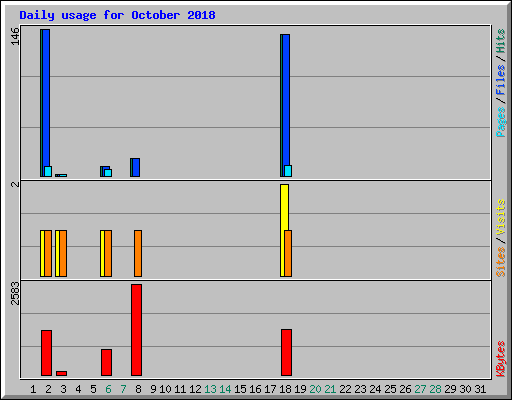 Daily usage for October 2018
146
2
2583
Pages / Files / Hits
Sites / Visits
KBytes
1 2 3 4 5 6 7 8 9 10 11 12 13 14 15 16 17 18 19 20 21 22 23 24 25 26 27 28 29 30 31